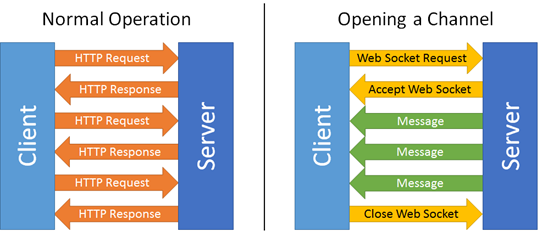 Normal Operation
Client
HTTP Request
HTTP Response
HTTP Request
HTTP Response
HTTP Request
HTTP Response
Server
Opening a Channel
Client
Web Socket Request
Accept Web Socket
Message
Message
Message
Close Web Socket
Server